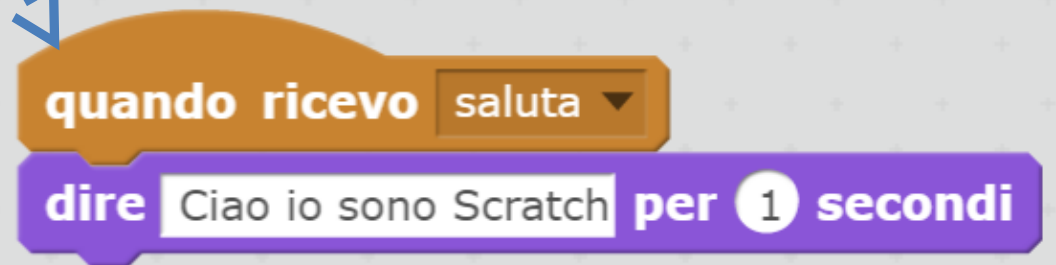 quando ricevo saluta
dire Ciao io sono Scratch per 1 secondi